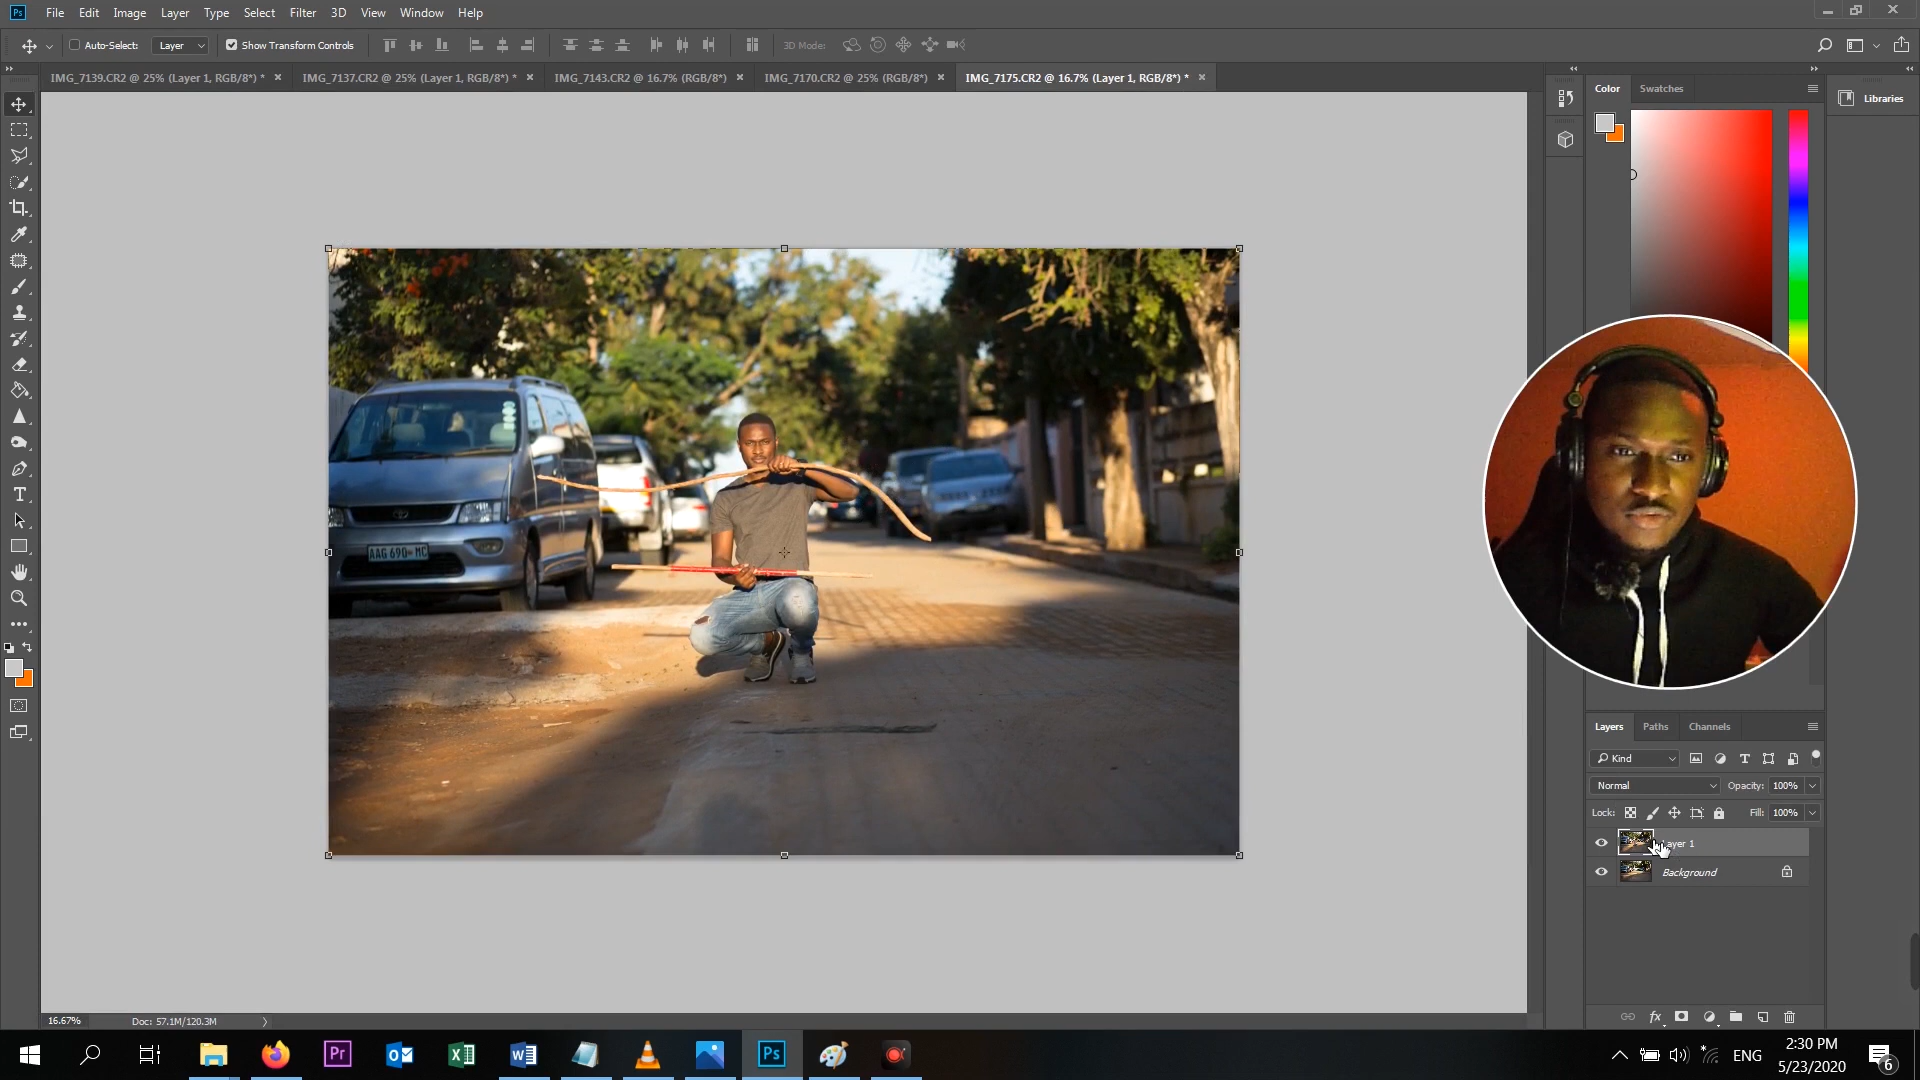 Ps File Edit Image Layer Type Select Filter 3D View Window Help
Auto-Select: Layer Show Transform Controls 3D Mode:
IMG_7139.CR2 @ 25% (Layer 1, RGB/8*) * IMG_7137.CR2 @ 25% (Layer 1, RGB/8*) * IMG_7143.CR2 @ 16.7% (RGB/8*) IMG_7170.CR2 @ 25% (RGB/8*) IMG_7175.CR2 @ 16.7% (Layer 1, RGB/8*) *
Color Swatches
Libraries
AAG 690 MC
T
Layers Paths Channels
Kind
Normal Opacity: 100%
Lock: Fill: 100%
Layer 1
Background
fx
16.67% Doc: 57.1M/120.3M
Pr
Ps
ENG
2:30 PM
5/23/2020
6